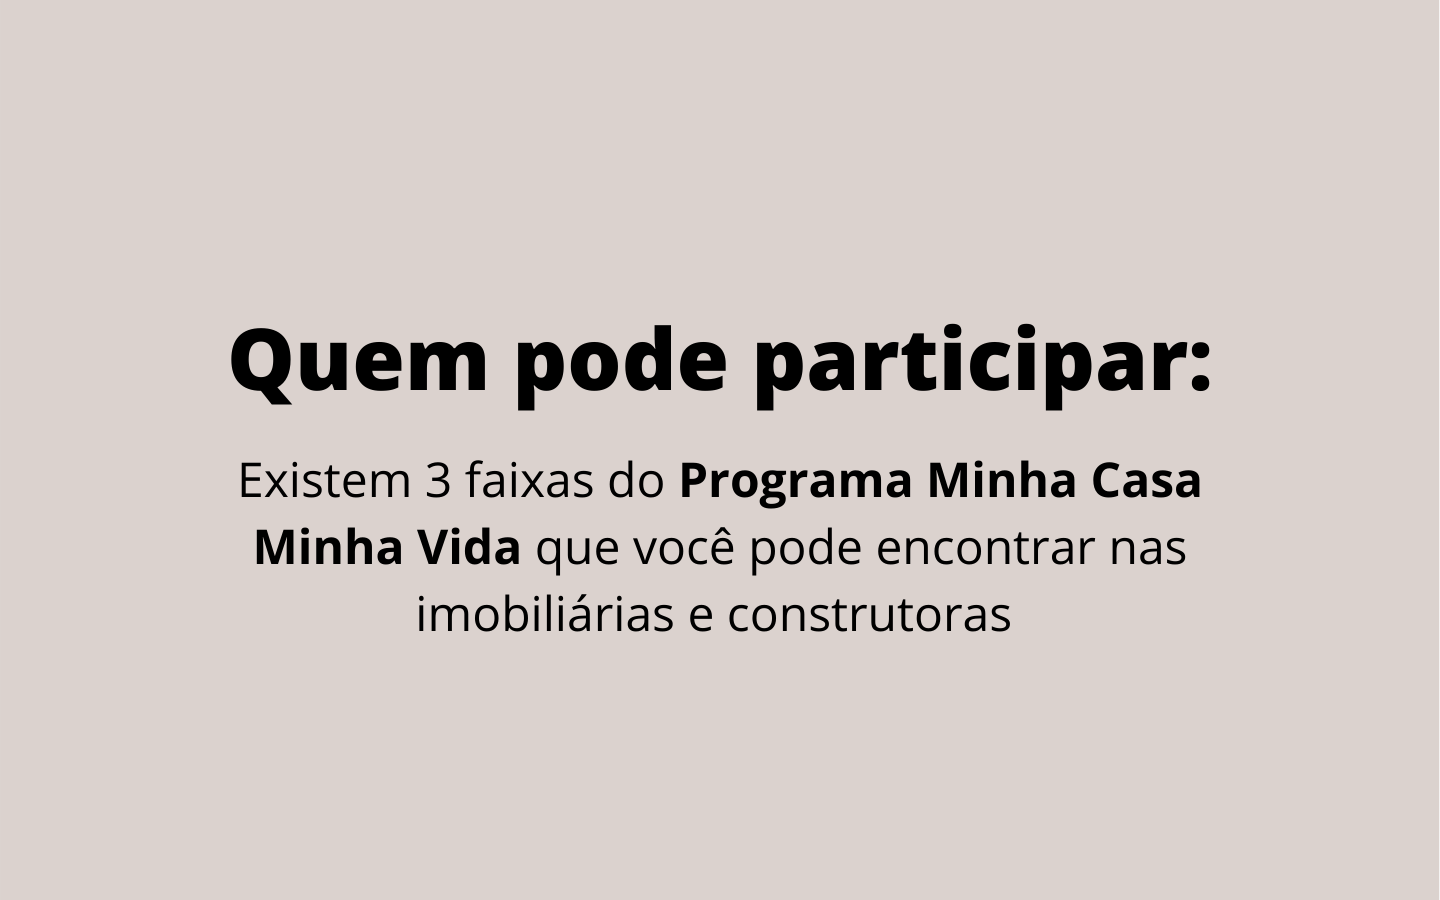 Quem pode participar:
Existem 3 faixas do Programa Minha Casa
Minha Vida que você pode encontrar nas
imobiliárias e construtoras